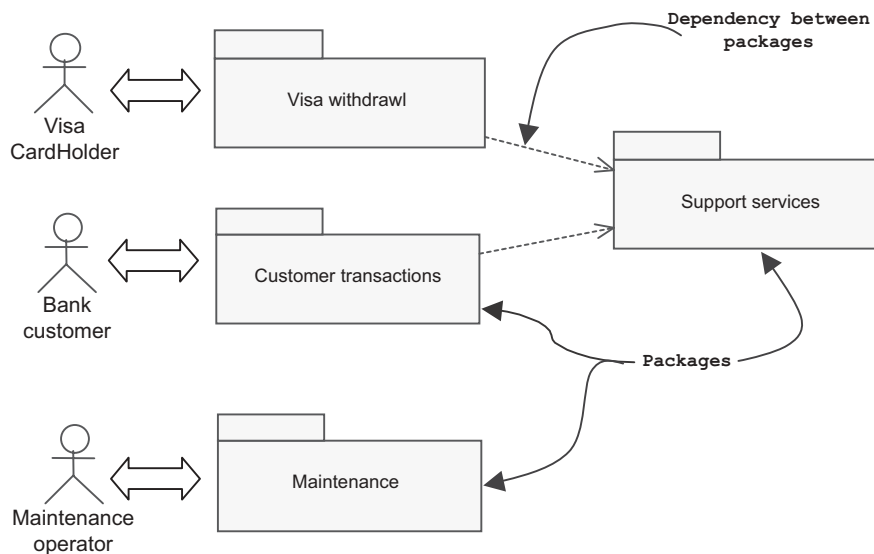 Dependency between
packages
Visa withdrawl
Visa
CardHolder
Support services
Customer transactions
Bank
customer
Packages
Maintenance
Maintenance
operator